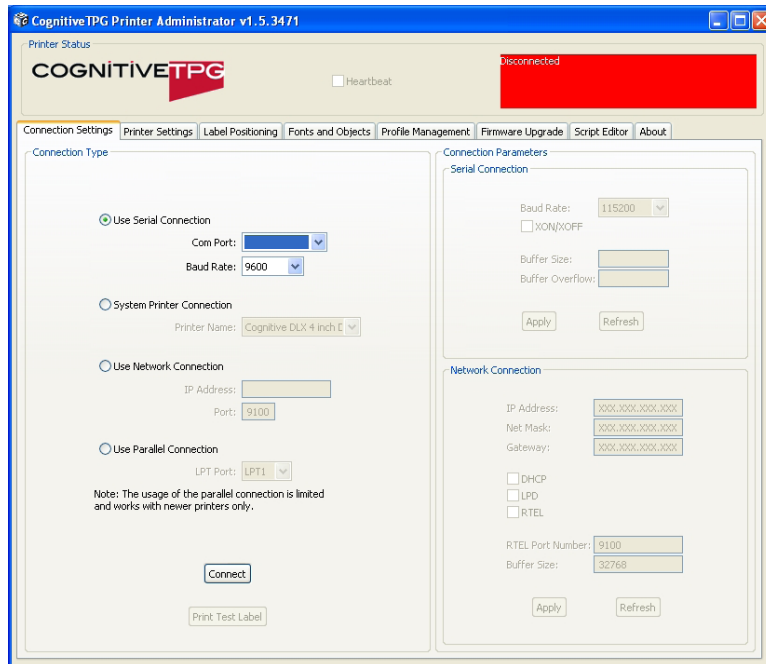 CognitiveTPG Printer Administrator v1.5.3471
Printer Status
COGNITIVETPG
Heartbeat
Disconnected
Connection Settings
Printer Settings
Label Positioning
Fonts and Objects
Profile Management
Firmware Upgrade
Script Editor
About
Connection Type
Use Serial Connection
Com Port:
Baud Rate: 9600
System Printer Connection
Printer Name: Cognitive DLX 4 inch D
Use Network Connection
IP Address:
Port: 9100
Use Parallel Connection
LPT Port: LPT1
Note: The usage of the parallel connection is limited
and works with newer printers only.
Connect
Print Test Label
Connection Parameters
Serial Connection
Baud Rate: 115200
XON/XOFF
Buffer Size:
Buffer Overflow:
Apply Refresh
Network Connection
IP Address: XXX.XXX.XXX.XXX
Net Mask: XXX.XXX.XXX.XXX
Gateway: XXX.XXX.XXX.XXX
DHCP
LPD
RTEL
RTEL Port Number: 9100
Buffer Size: 32768
Apply Refresh